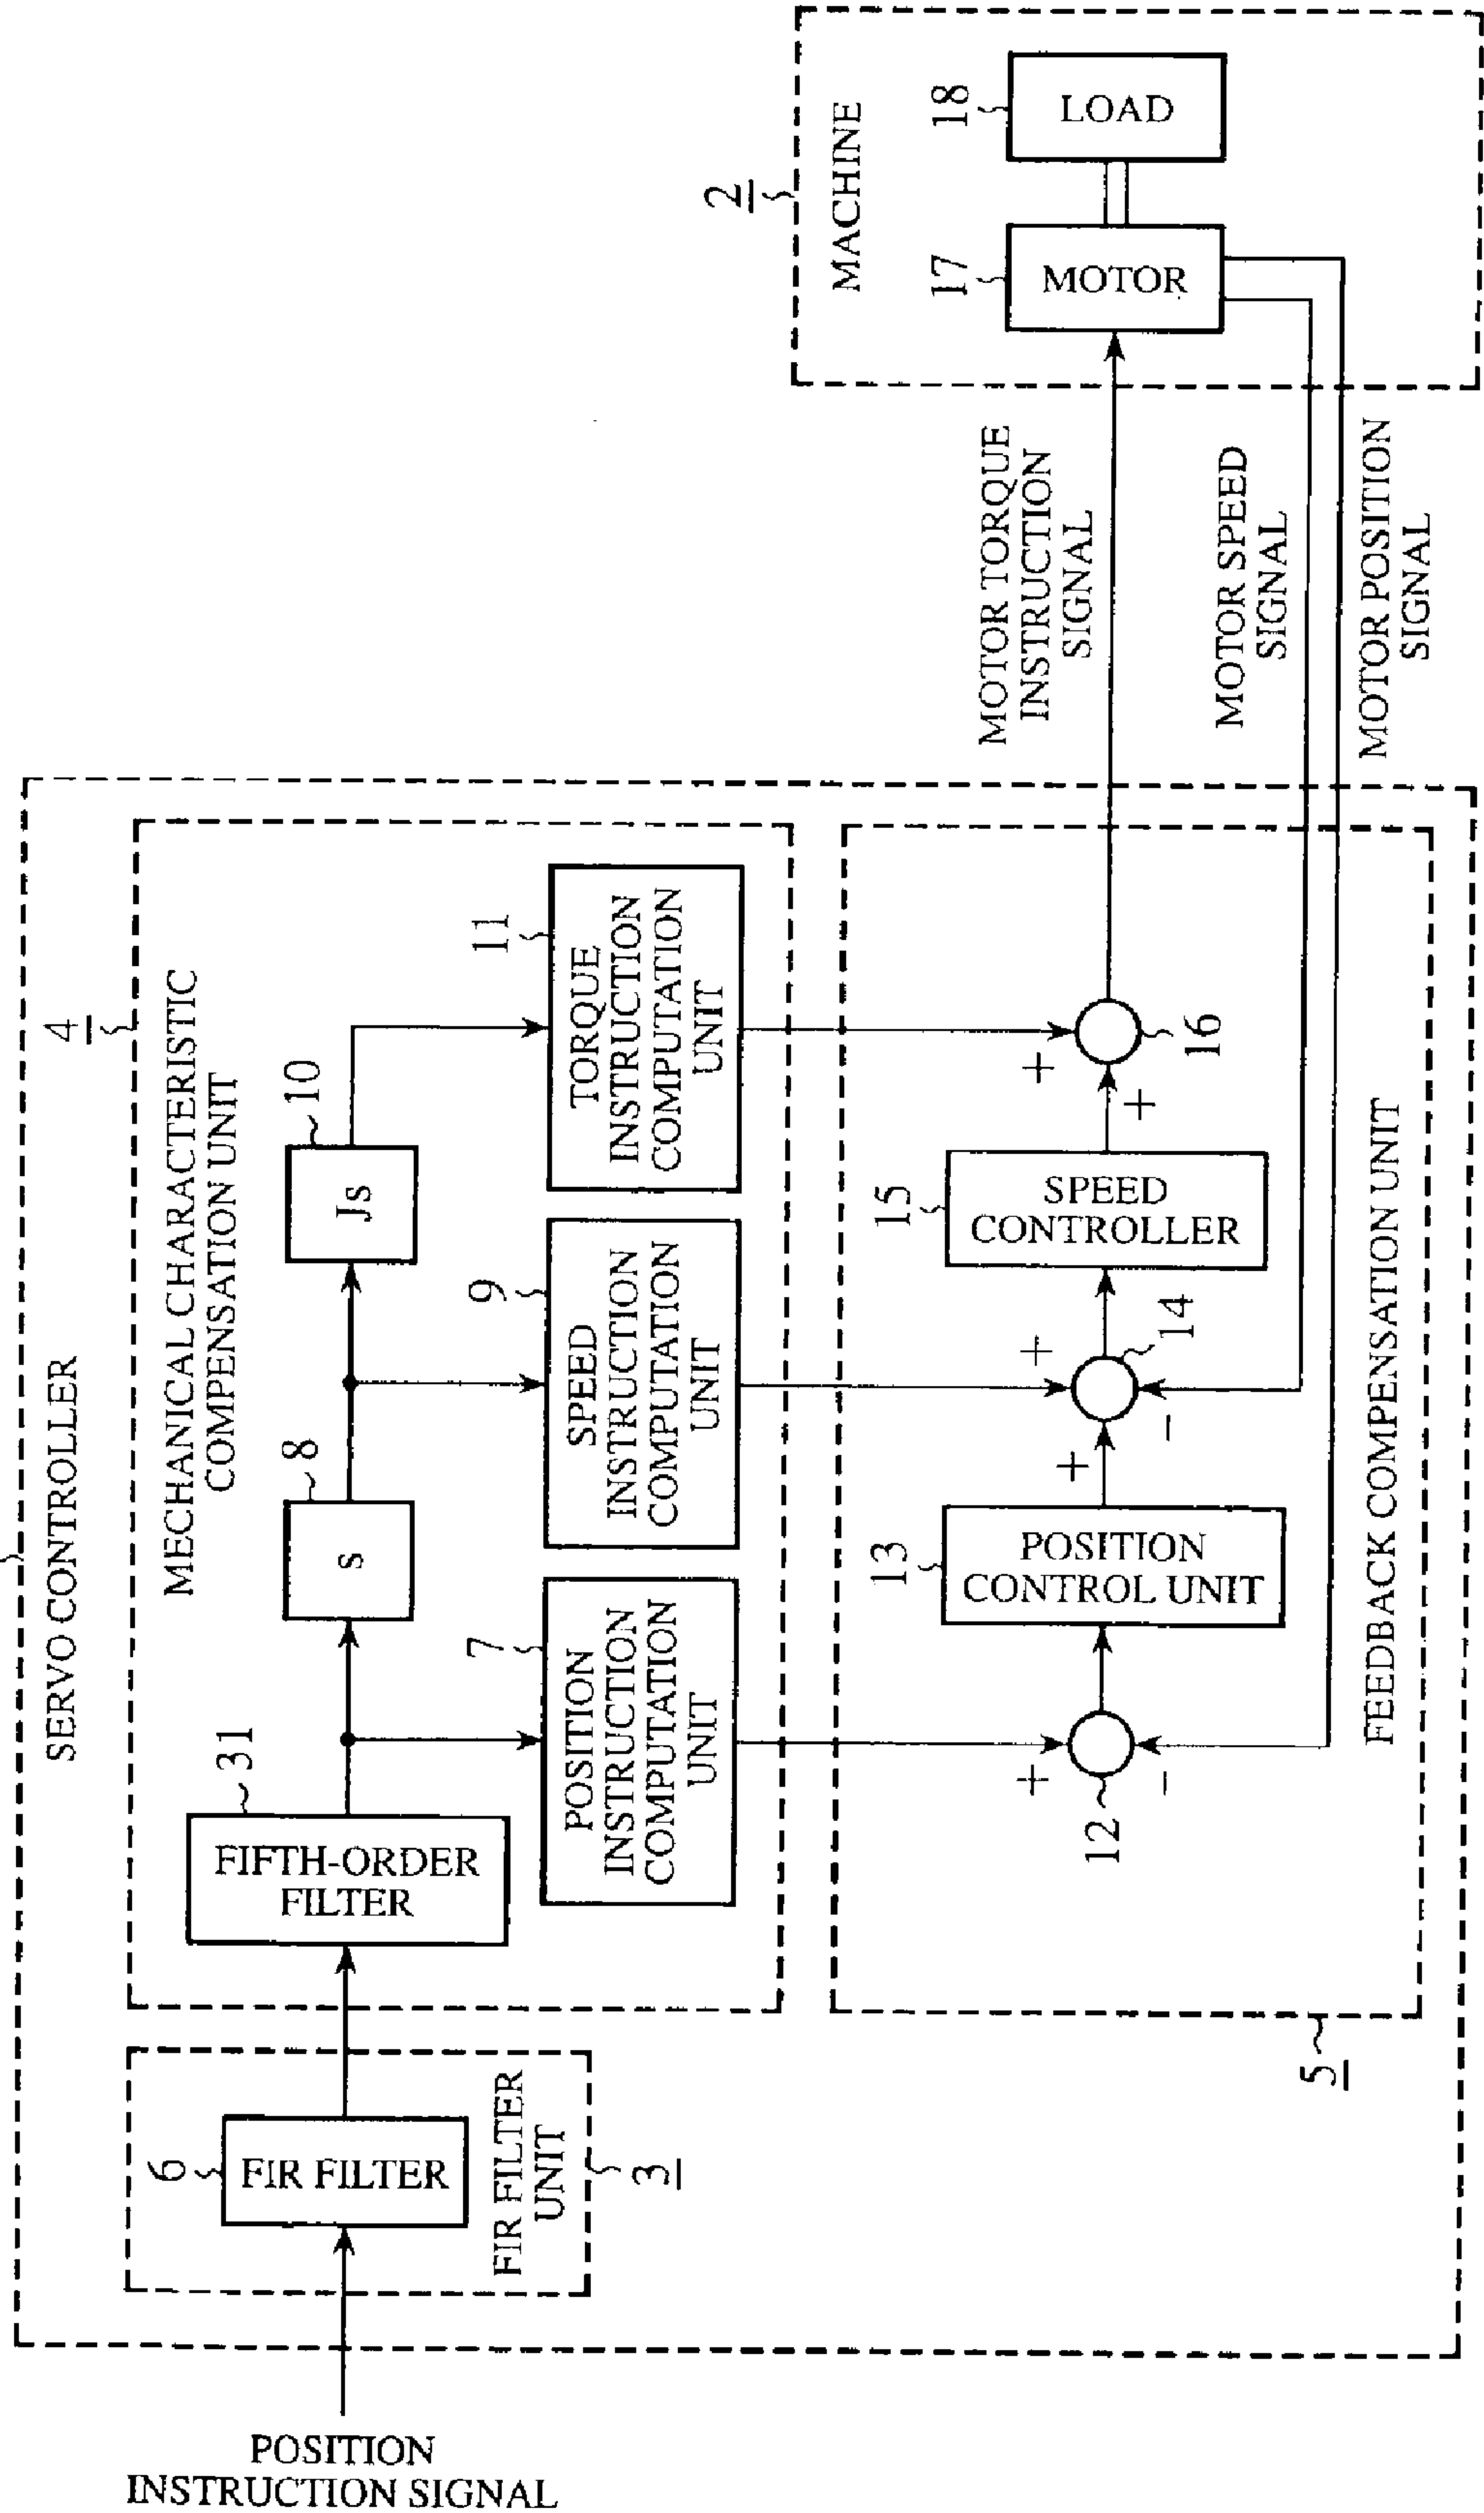 SERVO CONTROLLER
4
MECHANICAL CHARACTERISTIC
COMPENSATION UNIT
POSITION
INSTRUCTION SIGNAL
6
FIR FILTER
FIR FILTER
UNIT
3
31
FIFTH-ORDER
FILTER
8
s
10
Js
7
POSITION
INSTRUCTION
COMPUTATION
UNIT
9
SPEED
INSTRUCTION
COMPUTATION
UNIT
11
TORQUE
INSTRUCTION
COMPUTATION
UNIT
5
12
+
−
13
POSITION
CONTROL UNIT
+
+
−
14
15
SPEED
CONTROLLER
+
+
16
FEEDBACK COMPENSATION UNIT
MOTOR TORQUE
INSTRUCTION
SIGNAL
MOTOR SPEED
SIGNAL
MOTOR POSITION
SIGNAL
2
MACHINE
17
MOTOR
18
LOAD